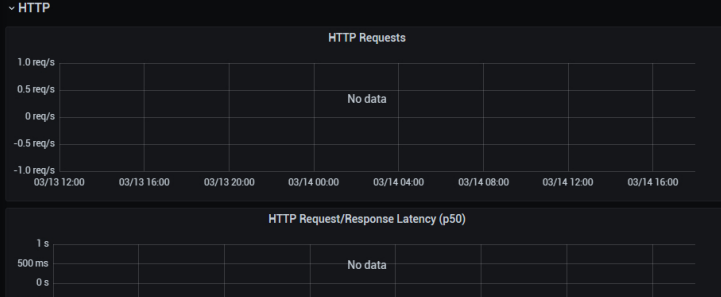 HTTP
HTTP Requests
1.0 req/s
0.5 req/s
No data
0 req/s
-0.5 req/s
-1.0 req/s
03/13 12:00 03/13 16:00 03/13 20:00 03/14 00:00 03/14 04:00 03/14 08:00 03/14 12:00 03/14 16:00
HTTP Request/Response Latency (p50)
1 s
500 ms No data
0 s